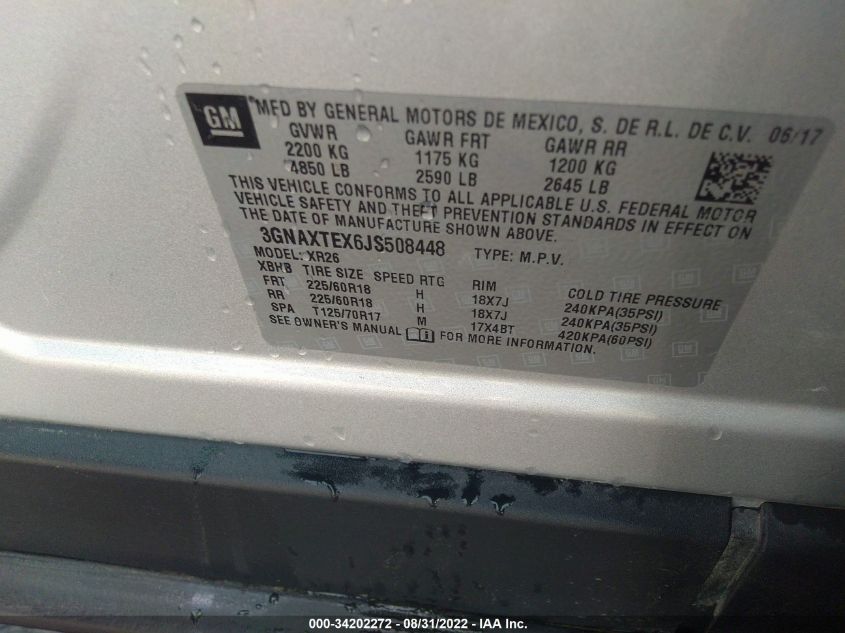 GM
MFD BY GENERAL MOTORS DE MEXICO, S. DE R.L. DE C.V. 06/17
GVWR GAWR FRT GAWR RR
2200 KG 1175 KG 1200 KG
4850 LB 2590 LB 2645 LB
THIS VEHICLE CONFORMS TO ALL APPLICABLE U.S. FEDERAL MOTOR
VEHICLE SAFETY AND THEFT PREVENTION STANDARDS IN EFFECT ON
THE DATE OF MANUFACTURE SHOWN ABOVE.
3GNAXTEX6JS508448 TYPE: M.P.V.
MODEL: XR26
XBHB TIRE SIZE SPEED RTG RIM COLD TIRE PRESSURE
FRT 225/60R18 H 18X7J 240KPA(35PSI)
RR 225/60R18 H 18X7J 240KPA(35PSI)
SPA T125/70R17 M 17X4BT 420KPA(60PSI)
SEE OWNER'S MANUAL FOR MORE INFORMATION.
000-34202272 - 08/31/2022 - IAA Inc.